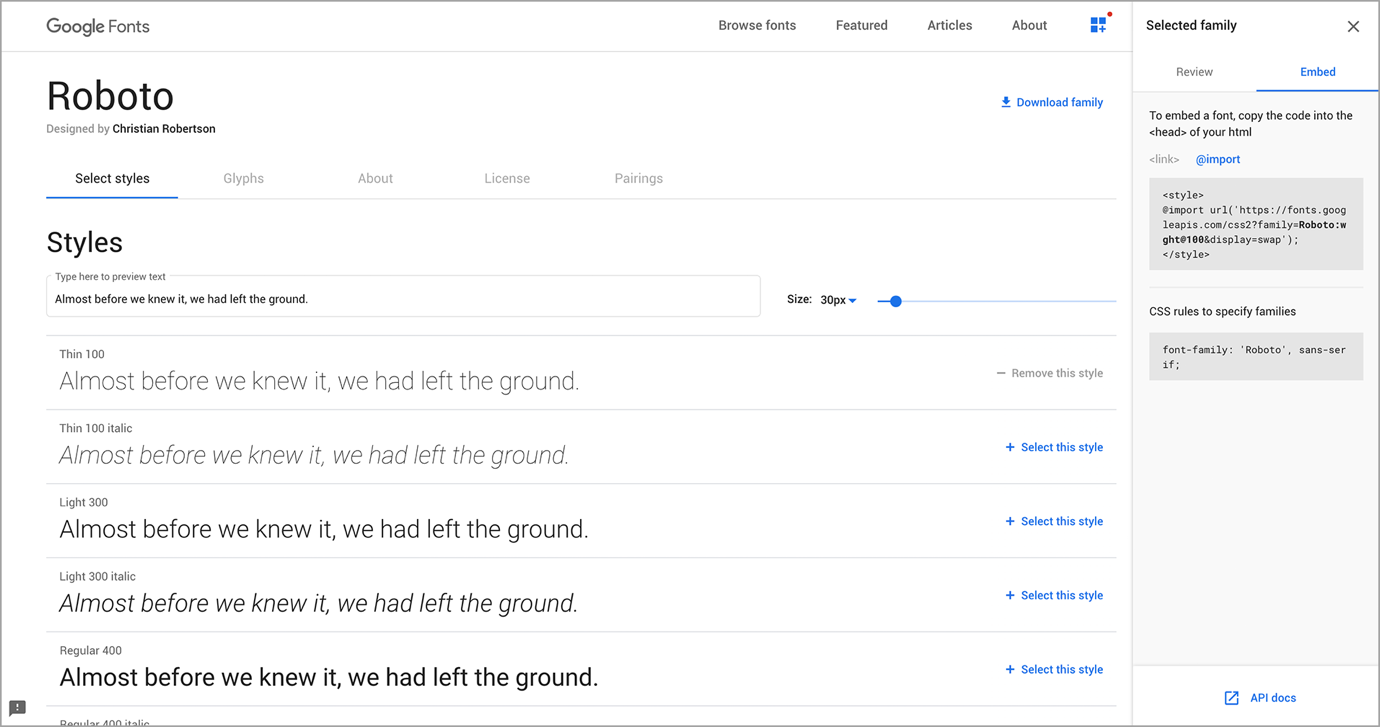 Google Fonts
Browse fonts
Featured
Articles
About
Roboto
Designed by Christian Robertson
Download family
Select styles
Glyphs
About
License
Pairings
Styles
Type here to preview text
Almost before we knew it, we had left the ground.
Size: 30px
Thin 100
Almost before we knew it, we had left the ground.
Remove this style
Thin 100 italic
Almost before we knew it, we had left the ground.
Select this style
Light 300
Almost before we knew it, we had left the ground.
Select this style
Light 300 italic
Almost before we knew it, we had left the ground.
Select this style
Regular 400
Almost before we knew it, we had left the ground.
Select this style
Regular 400 italic
Selected family
Review
Embed
To embed a font, copy the code into the
<head> of your html
<link>
@import
<style>
@import url('https://fonts.goog
leapis.com/css2?family=Roboto:w
ght@100&display=swap');
</style>
CSS rules to specify families
font-family: 'Roboto', sans-ser
if;
API docs